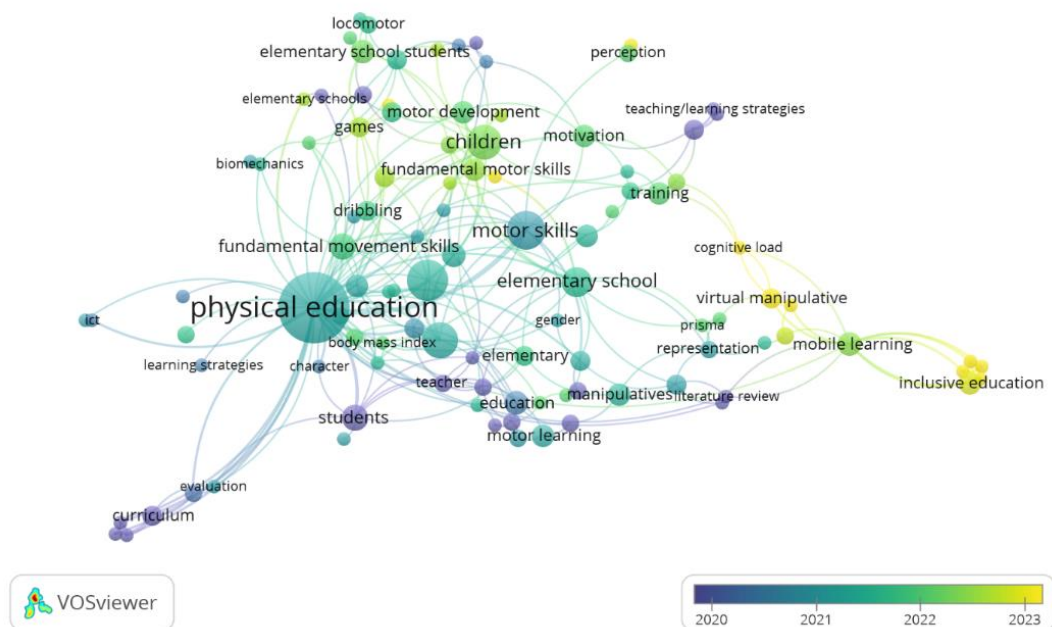 locomotor
elementary school students
perception
elementary schools
motor development
teaching/learning strategies
games
children
motivation
biomechanics
fundamental motor skills
training
dribbling
motor skills
fundamental movement skills
cognitive load
elementary school
virtual manipulative
physical education
ict
gender
prisma
body mass index
representation
mobile learning
learning strategies
character
elementary
teacher
inclusive education
education
manipulatives
literature review
students
motor learning
evaluation
curriculum
VOSviewer
2020
2021
2022
2023